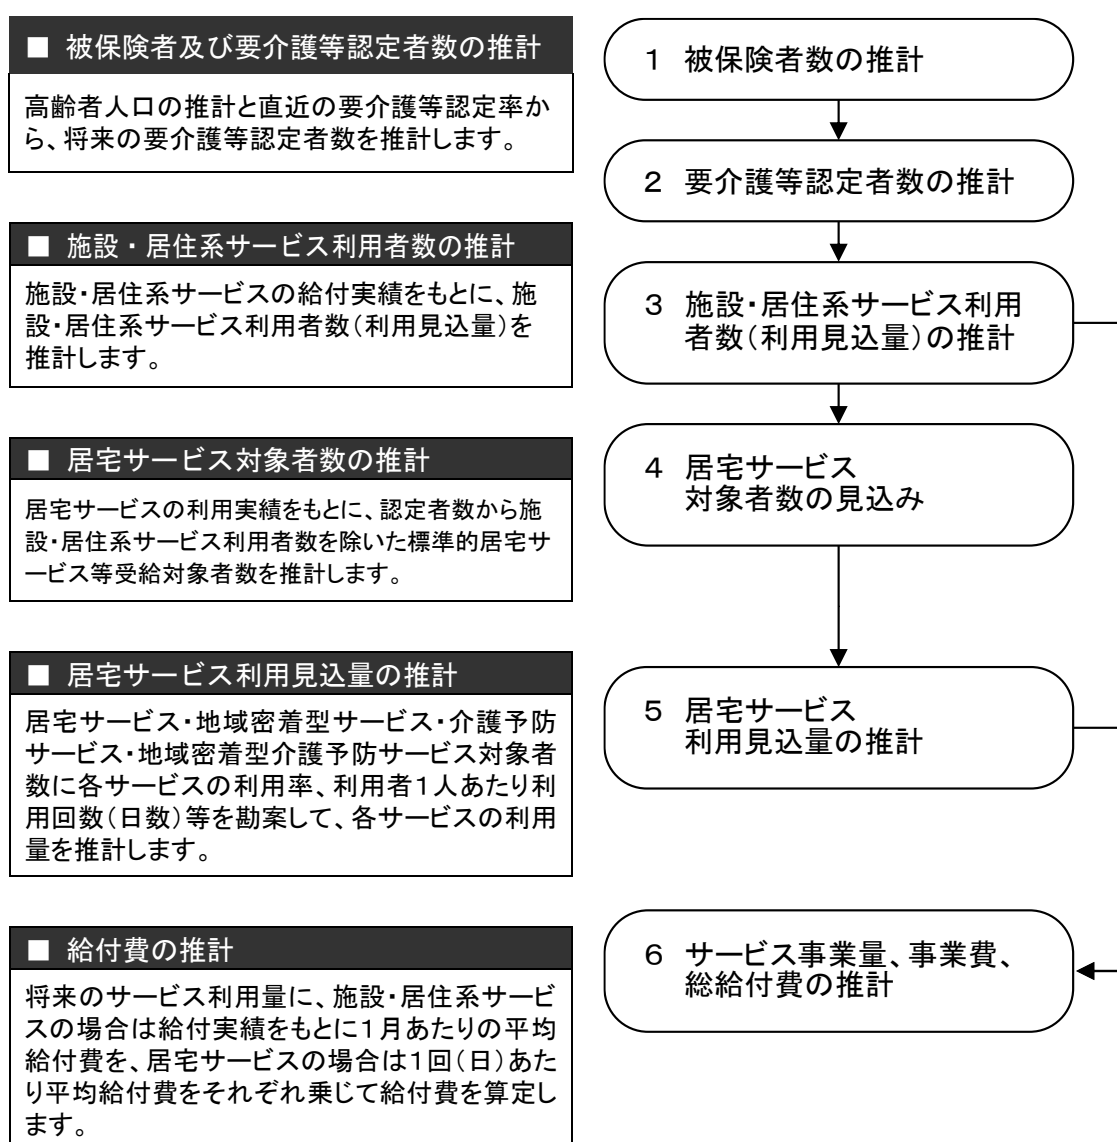 ■ 被保険者及び要介護等認定者数の推計
高齢者人口の推計と直近の要介護等認定率か
ら、将来の要介護等認定者数を推計します。
■ 施設・居住系サービス利用者数の推計
施設・居住系サービスの給付実績をもとに、施
設・居住系サービス利用者数（利用見込量）を
推計します。
■ 居宅サービス対象者数の推計
居宅サービスの利用実績をもとに、認定者数から施
設・居住系サービス利用者数を除いた標準的居宅サ
ービス等受給対象者数を推計します。
■ 居宅サービス利用見込量の推計
居宅サービス・地域密着型サービス・介護予防
サービス・地域密着型介護予防サービス対象者
数に各サービスの利用率、利用者１人あたり利
用回数（日数）等を勘案して、各サービスの利用
量を推計します。
■ 給付費の推計
将来のサービス利用量に、施設・居住系サービ
スの場合は給付実績をもとに１月あたりの平均
給付費を、居宅サービスの場合は１回（日）あた
り平均給付費をそれぞれ乗じて給付費を算定し
ます。
１ 被保険者数の推計
２ 要介護等認定者数の推計
３ 施設・居住系サービス利用
者数（利用見込量）の推計
４ 居宅サービス
対象者数の見込み
５ 居宅サービス
利用見込量の推計
６ サービス事業量、事業費、
総給付費の推計